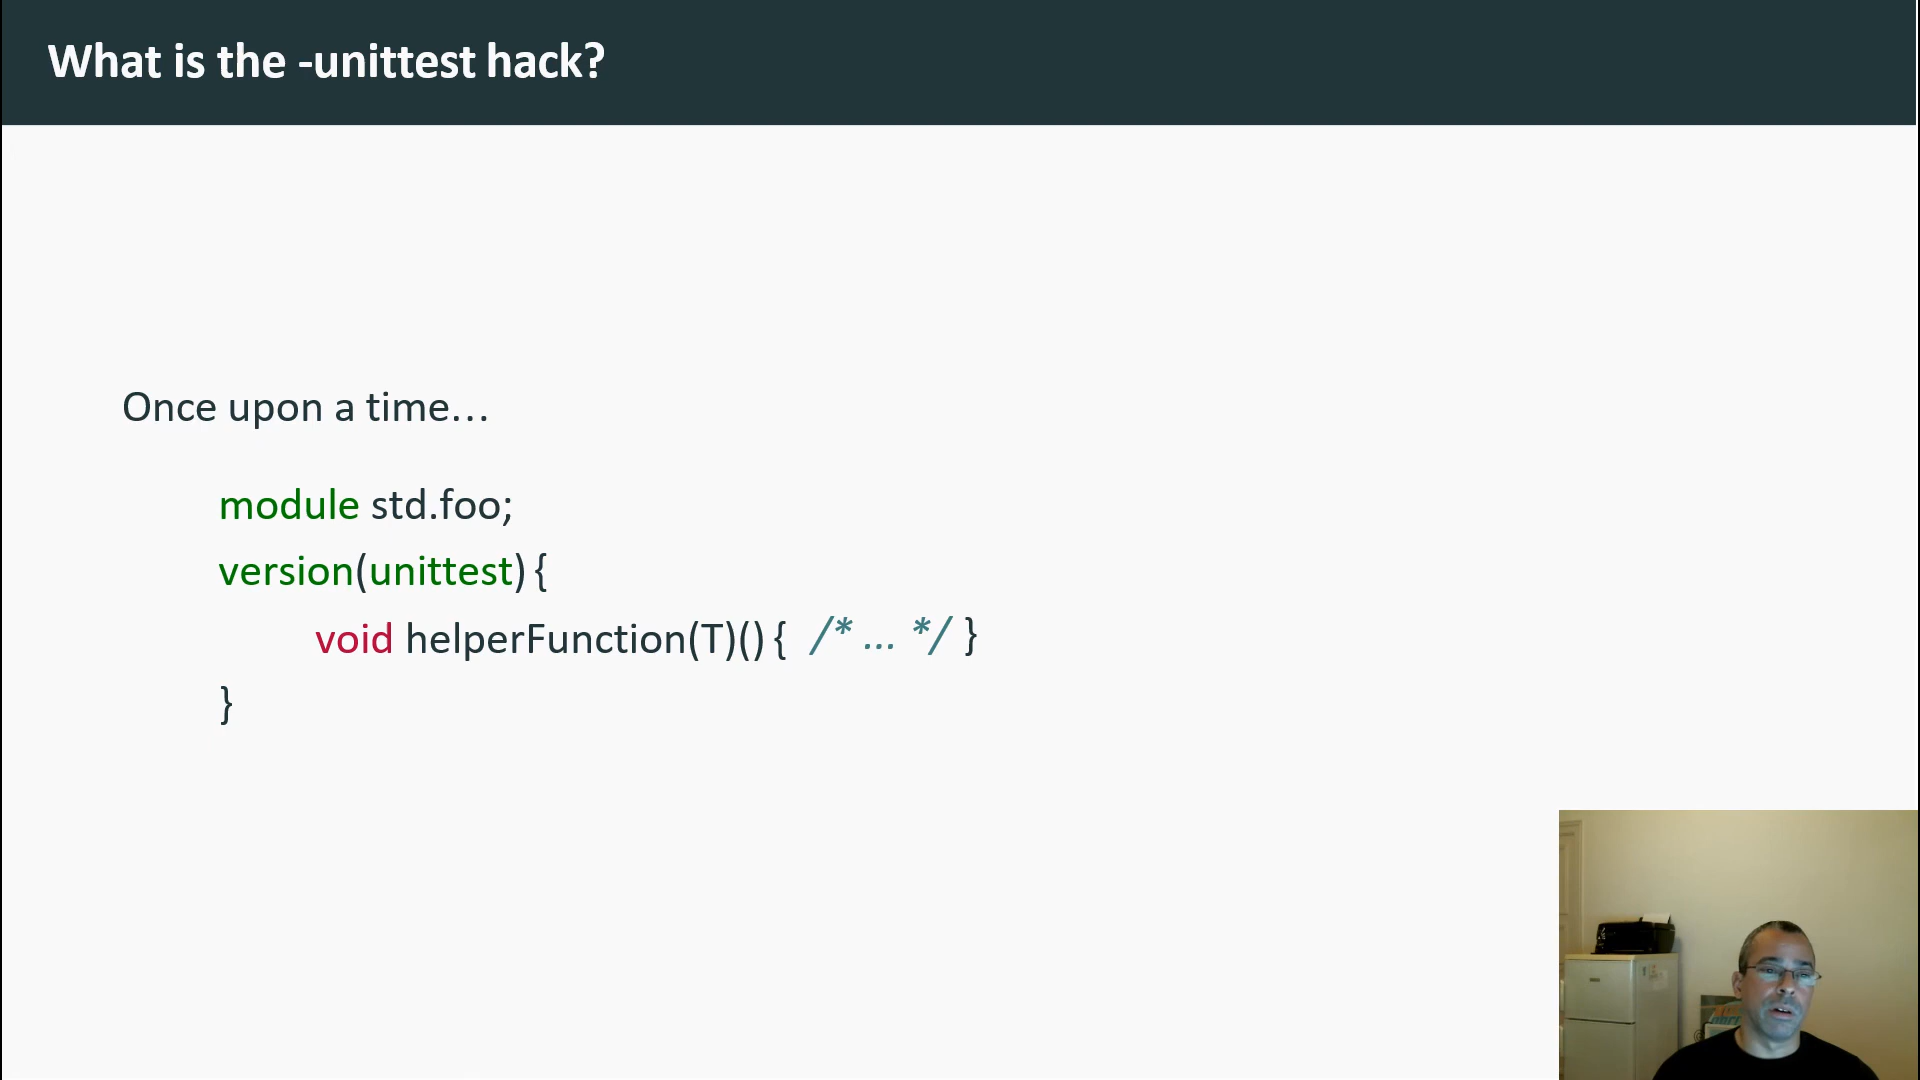 What is the -unittest hack?
Once upon a time…
module std.foo;
version(unittest) {
void helperFunction(T)() { /* ... */ }
}